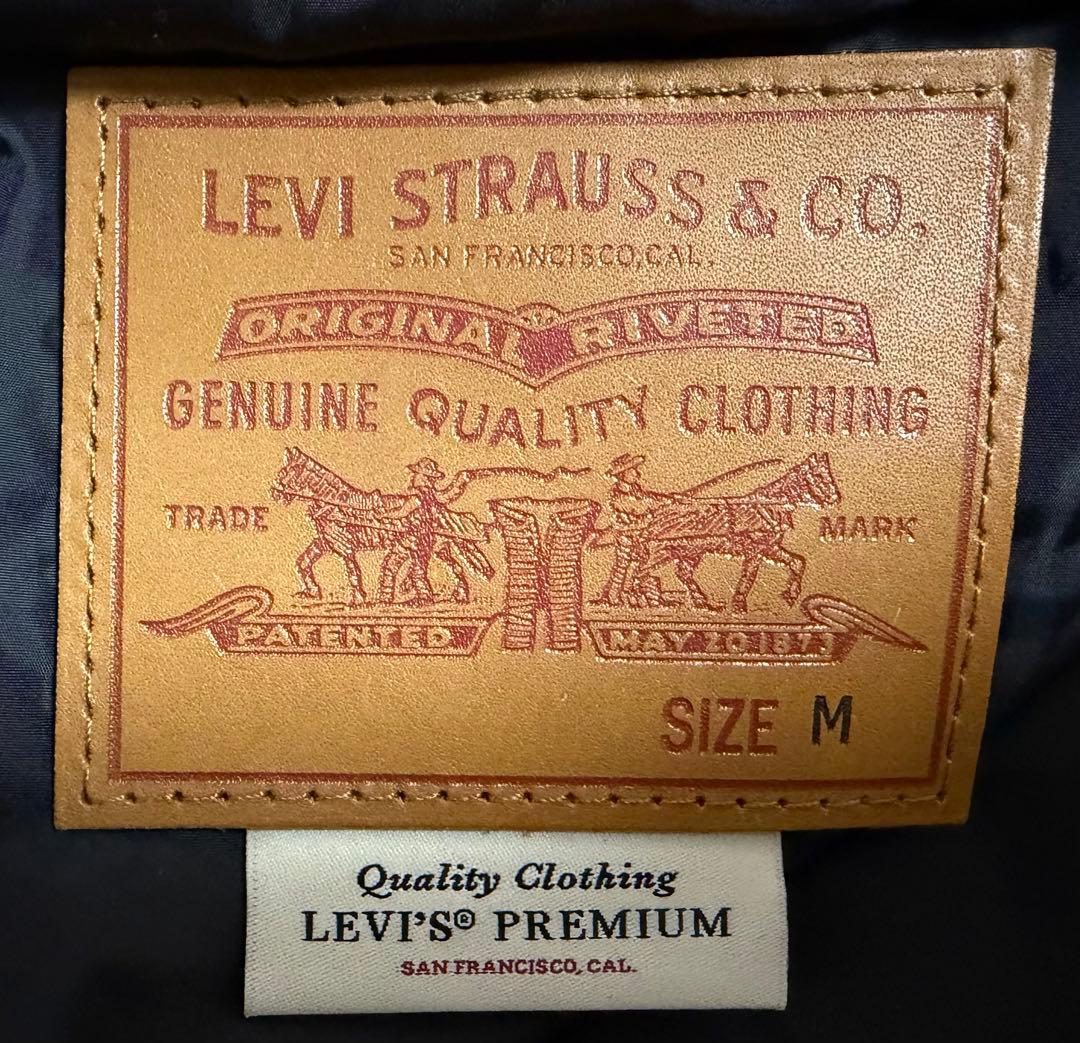 LEVI STRAUSS & CO.
SAN FRANCISCO, CAL.
ORIGINAL RIVETED
GENUINE QUALITY CLOTHING
TRADE MARK
PATENTED MAY 20 1873
SIZE M
Quality Clothing
LEVI'S® PREMIUM
SAN FRANCISCO, CAL.